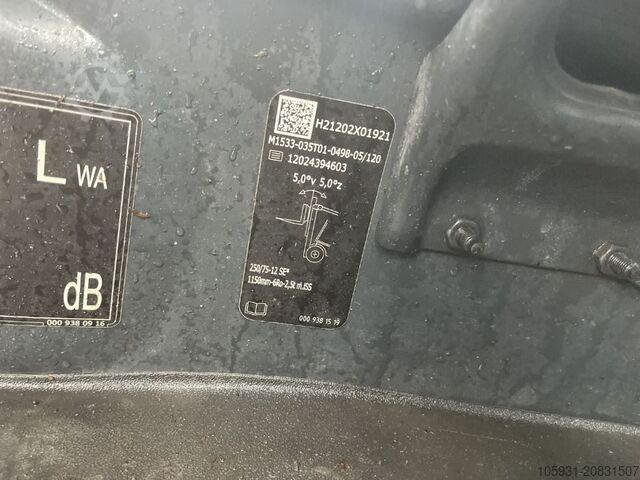 L WA
dB
000 938 09 16
H21202X01921
M1533-035T01-0498-05/120
12024394603
5,0°v 5,0°z
250/75-12 SE*
1150mm-6Ro-2,5t m.ISS
000 938 15 19
105931-20831507